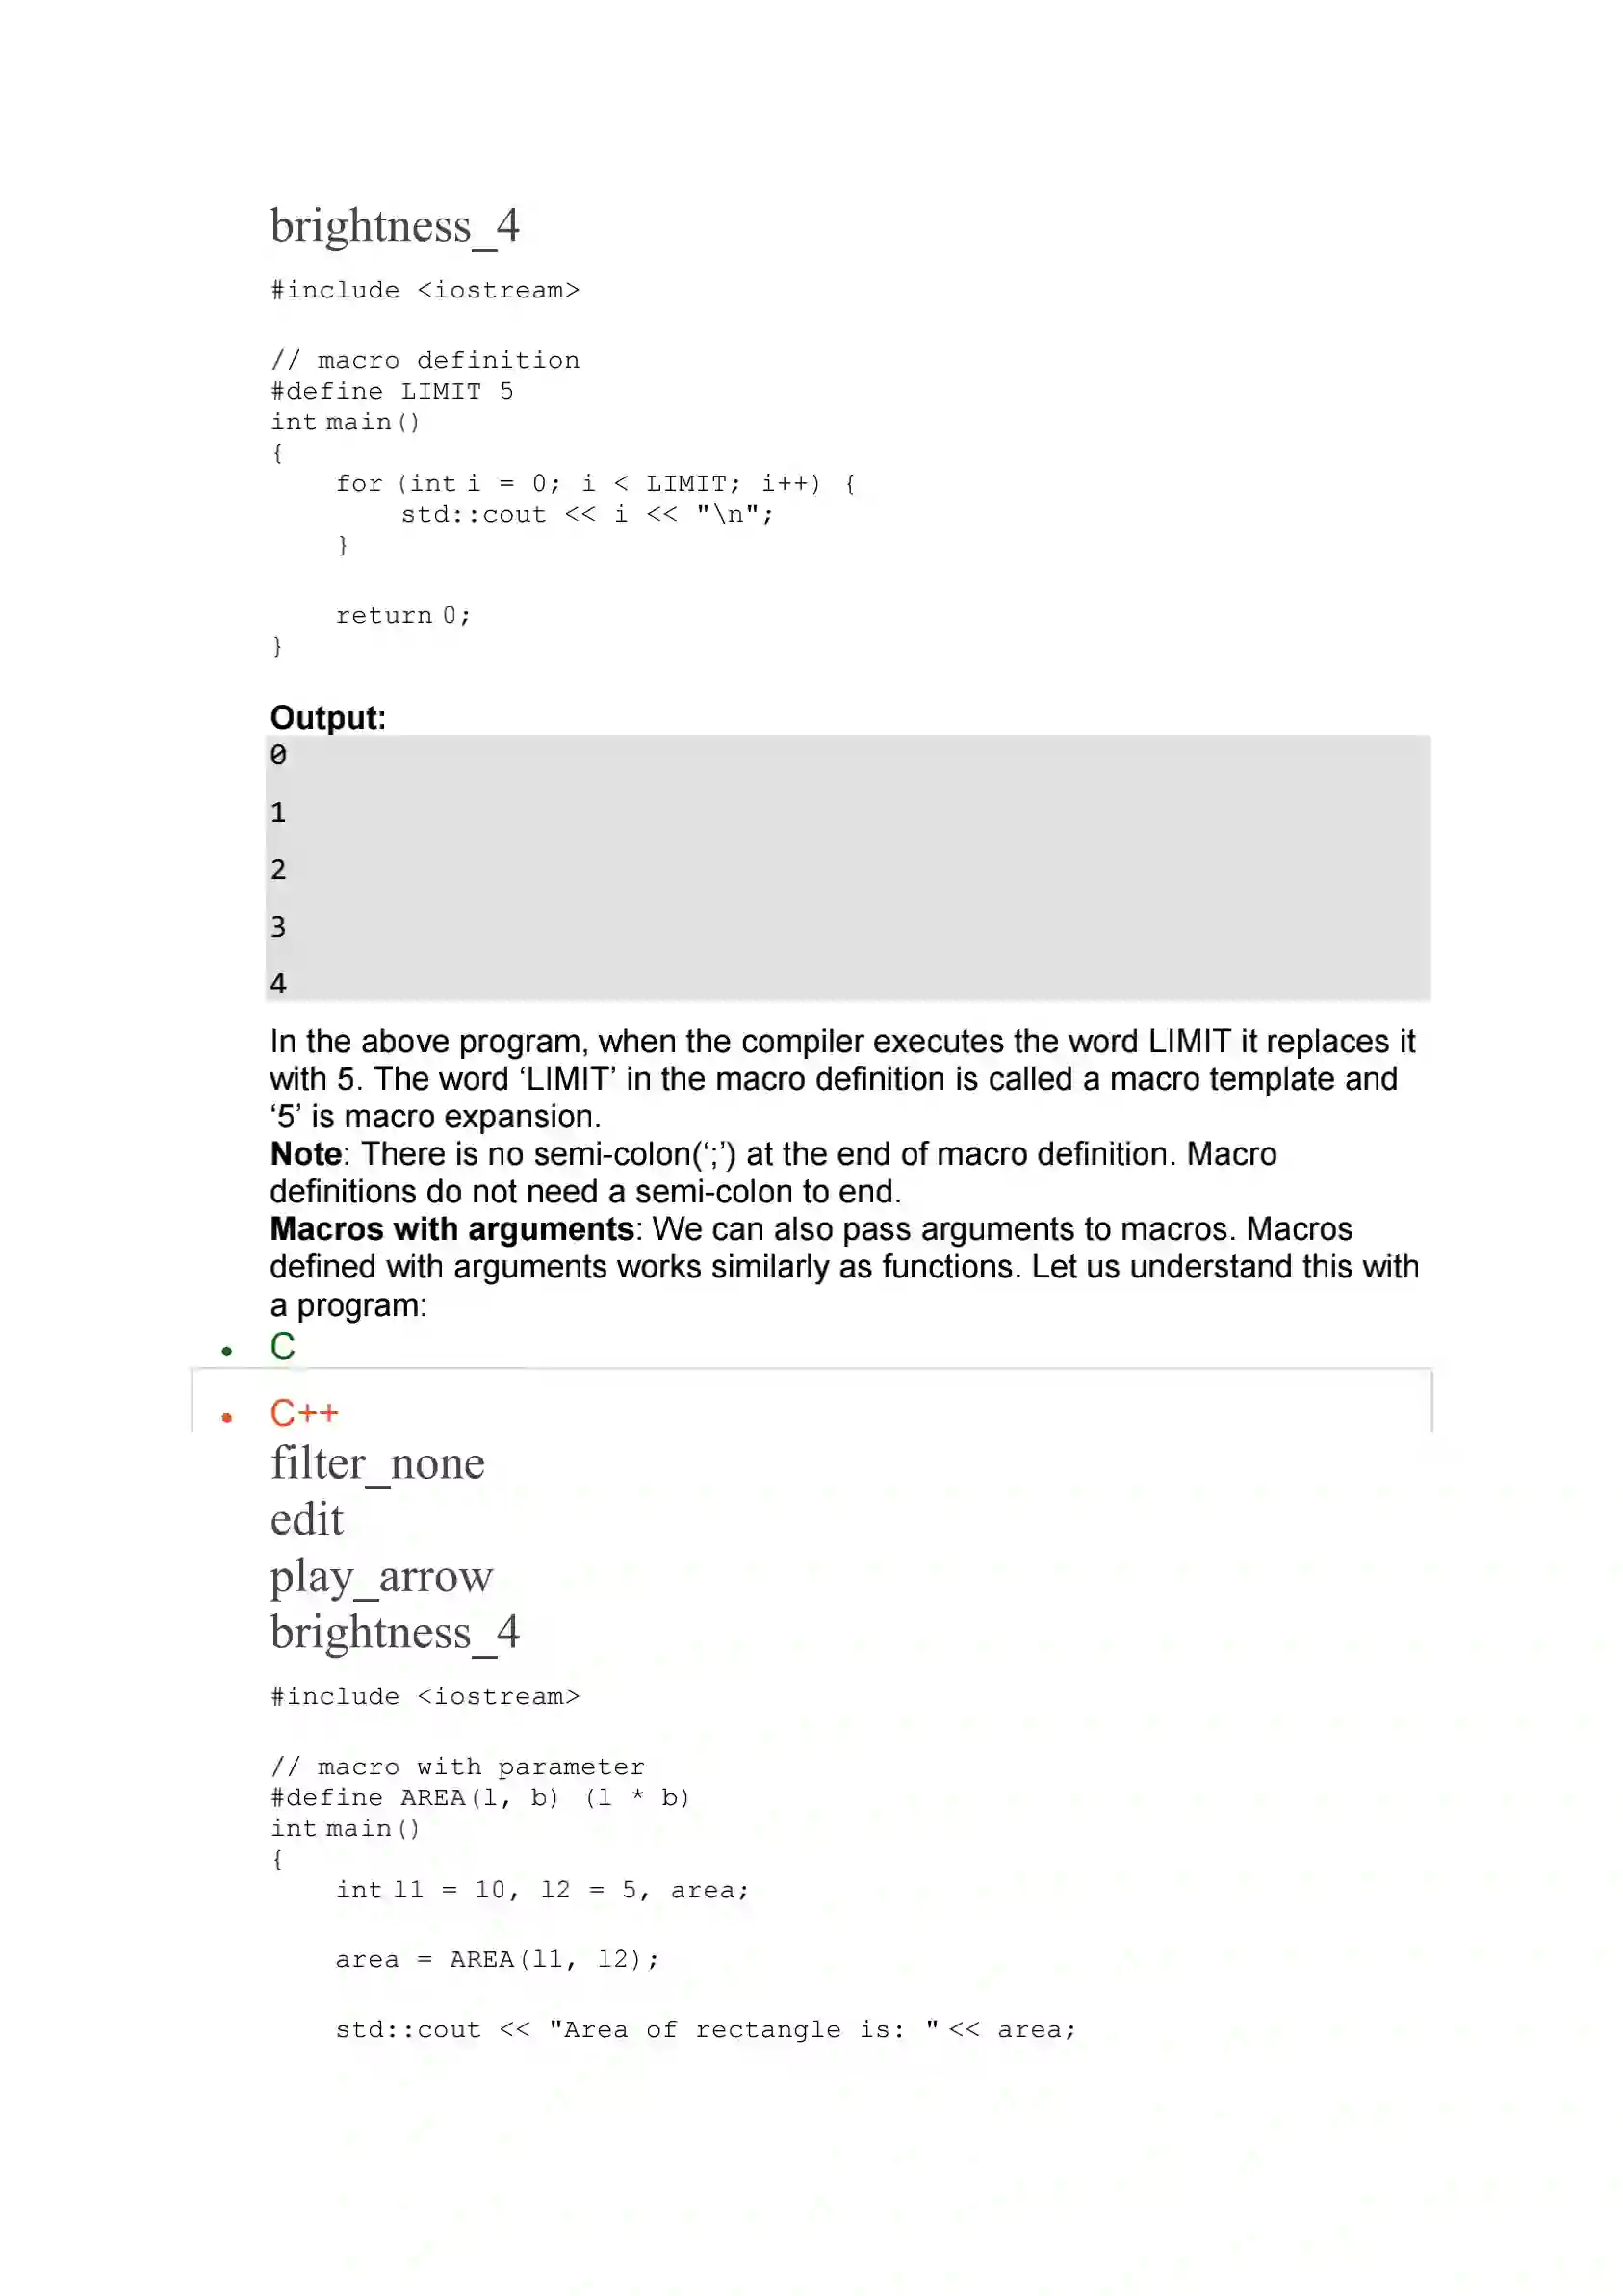 brightness_4
#include <iostream>
// macro definition
#define LIMIT 5
int main()
{
    for (int i = 0; i < LIMIT; i++) {
        std::cout << i << "\n";
    }
    return 0;
}
Output:
0
1
2
3
4
In the above program, when the compiler executes the word LIMIT it replaces it
with 5. The word ‘LIMIT’ in the macro definition is called a macro template and
‘5’ is macro expansion.
Note: There is no semi-colon(‘;’) at the end of macro definition. Macro
definitions do not need a semi-colon to end.
Macros with arguments: We can also pass arguments to macros. Macros
defined with arguments works similarly as functions. Let us understand this with
a program:
• C
• C++
filter_none
edit
play_arrow
brightness_4
#include <iostream>
// macro with parameter
#define AREA(l, b) (l * b)
int main()
{
    int l1 = 10, l2 = 5, area;
    area = AREA(l1, l2);
    std::cout << "Area of rectangle is: " << area;